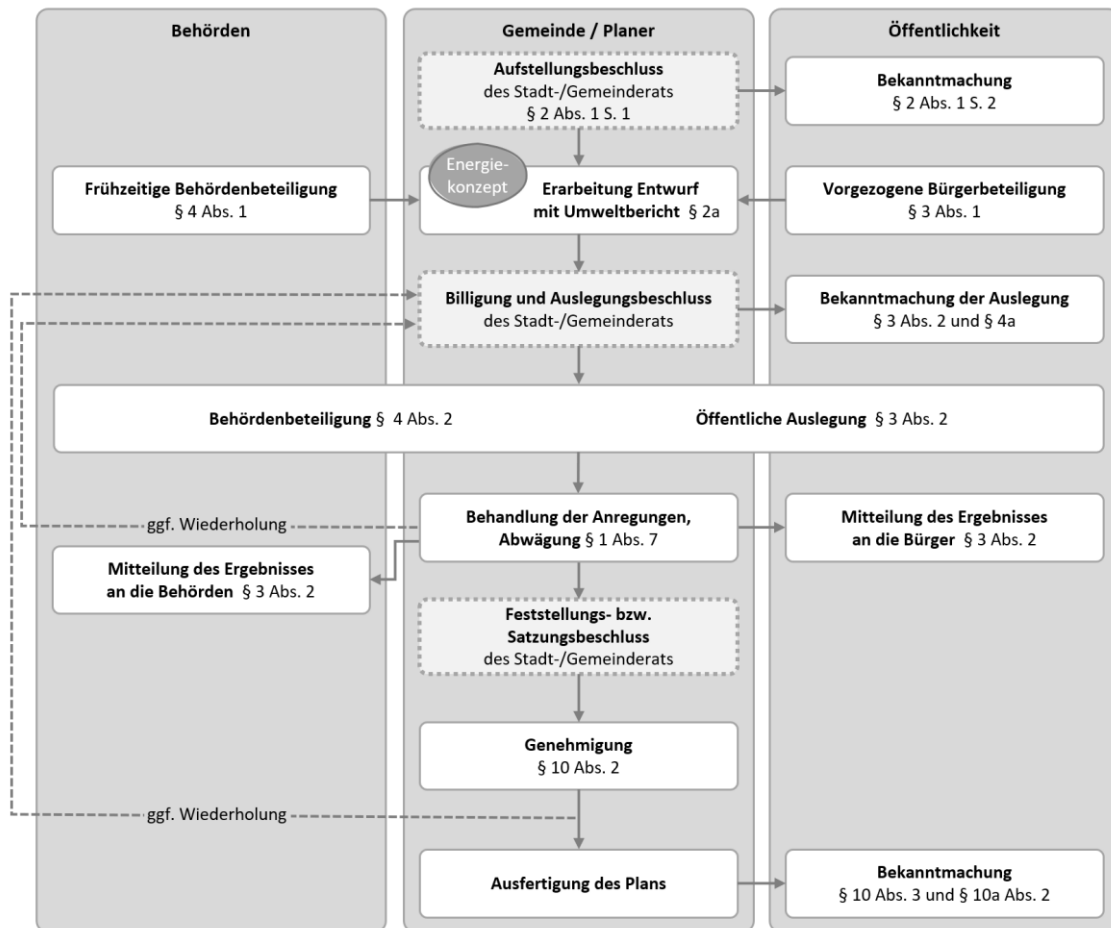 Behörden
Gemeinde / Planer
Öffentlichkeit
Aufstellungsbeschluss
des Stadt-/Gemeinderats
§ 2 Abs. 1 S. 1
Bekanntmachung
§ 2 Abs. 1 S. 2
Frühzeitige Behördenbeteiligung
§ 4 Abs. 1
Energie-
konzept
Erarbeitung Entwurf
mit Umweltbericht § 2a
Vorgezogene Bürgerbeteiligung
§ 3 Abs. 1
Billigung und Auslegungsbeschluss
des Stadt-/Gemeinderats
Bekanntmachung der Auslegung
§ 3 Abs. 2 und § 4a
Behördenbeteiligung § 4 Abs. 2
Öffentliche Auslegung § 3 Abs. 2
ggf. Wiederholung
Behandlung der Anregungen,
Abwägung § 1 Abs. 7
Mitteilung des Ergebnisses
an die Bürger § 3 Abs. 2
Mitteilung des Ergebnisses
an die Behörden § 3 Abs. 2
Feststellungs- bzw.
Satzungsbeschluss
des Stadt-/Gemeinderats
Genehmigung
§ 10 Abs. 2
ggf. Wiederholung
Ausfertigung des Plans
Bekanntmachung
§ 10 Abs. 3 und § 10a Abs. 2